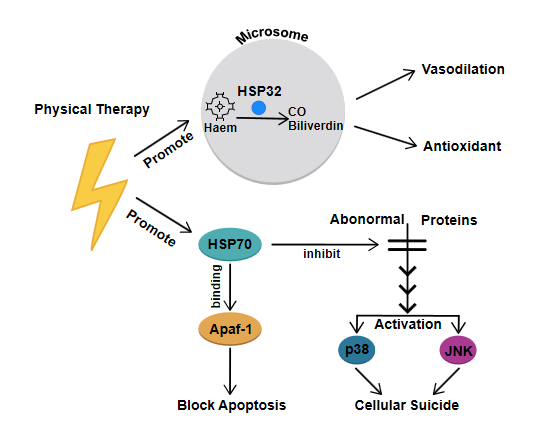 Microsome
HSP32
Haem
CO
Biliverdin
Vasodilation
Antioxidant
Physical Therapy
Promote
Promote
HSP70
inhibit
Abonormal Proteins
binding
Apaf-1
Block Apoptosis
Activation
p38
JNK
Cellular Suicide